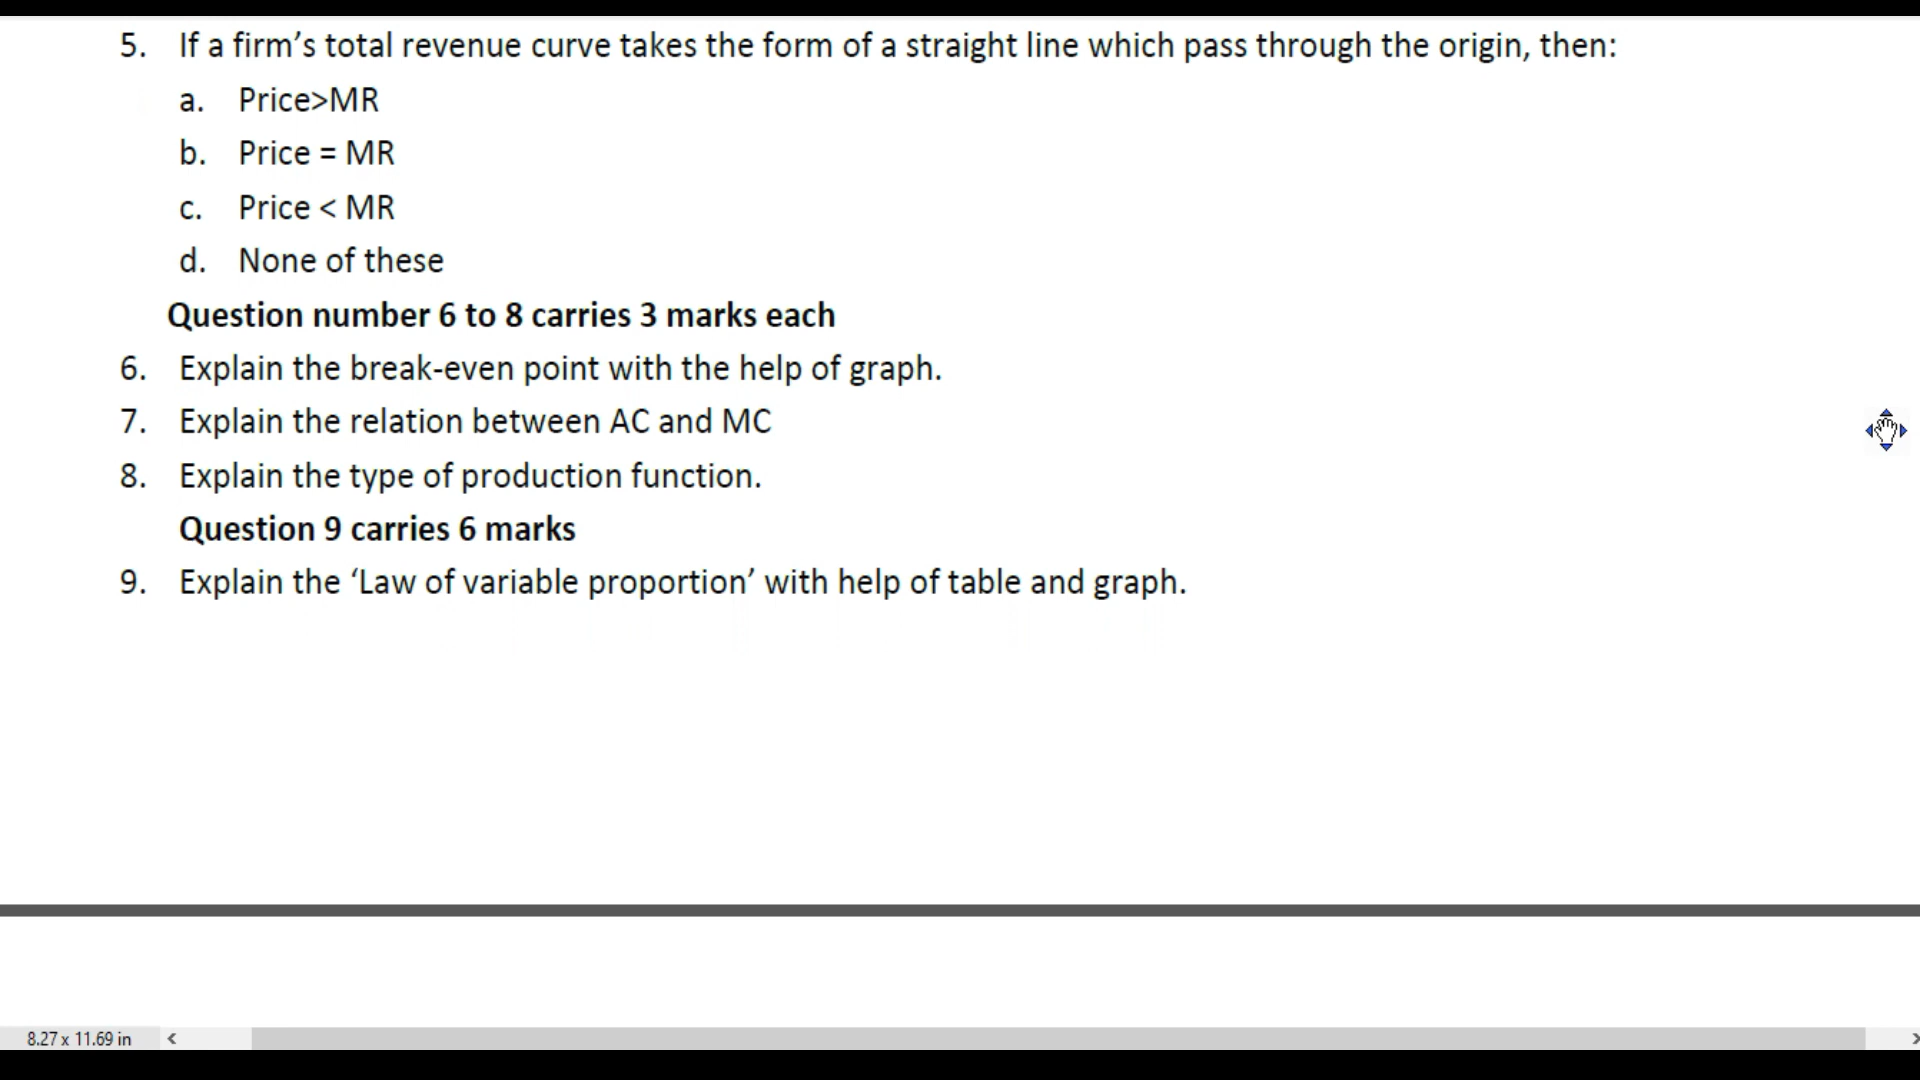 5. If a firm’s total revenue curve takes the form of a straight line which pass through the origin, then:
a. Price>MR
b. Price = MR
c. Price < MR
d. None of these
Question number 6 to 8 carries 3 marks each
6. Explain the break-even point with the help of graph.
7. Explain the relation between AC and MC
8. Explain the type of production function.
Question 9 carries 6 marks
9. Explain the ‘Law of variable proportion’ with help of table and graph.
8.27 x 11.69 in